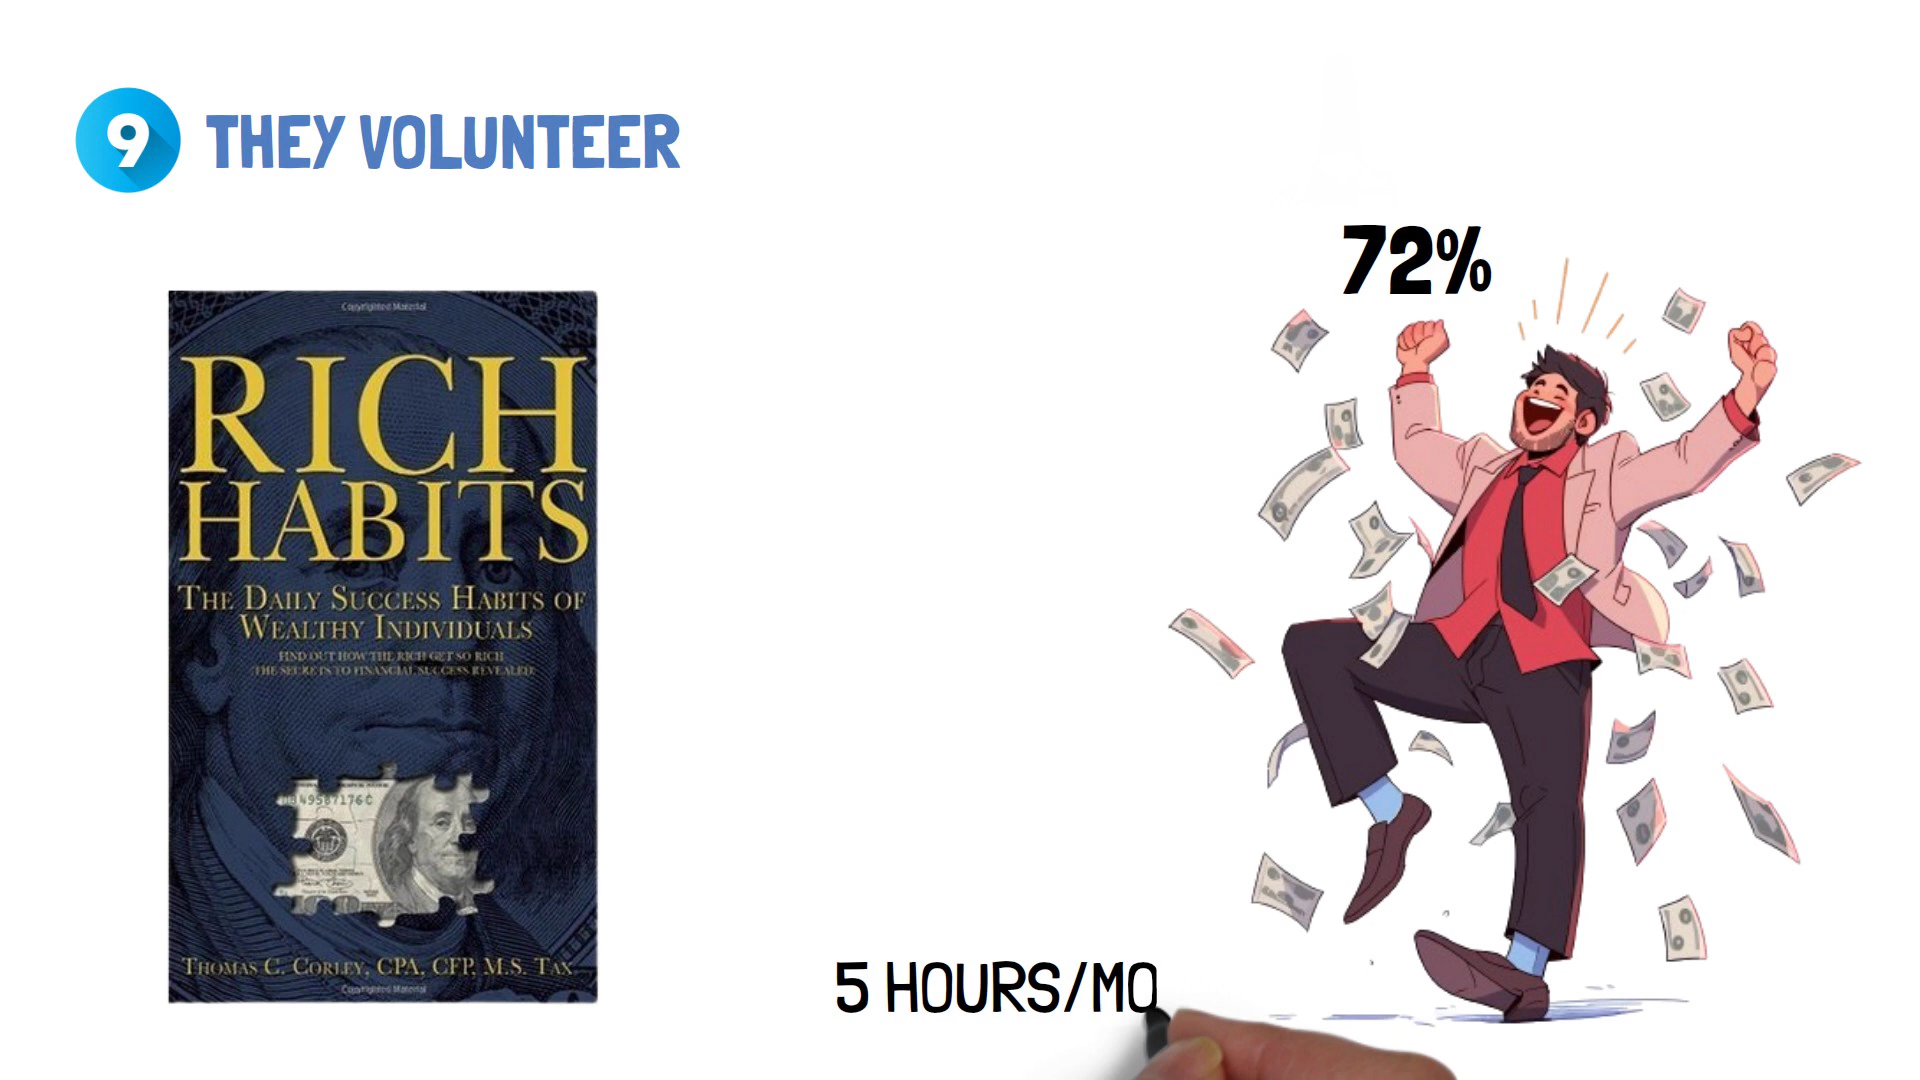 9 THEY VOLUNTEER
72%
Copyrighted Material
RICH
HABITS
THE DAILY SUCCESS HABITS OF
WEALTHY INDIVIDUALS
FIND OUT HOW THE RICH GET SO RICH
THE SECRETS TO FINANCIAL SUCCESS REVEALED
49587176C
THOMAS C. CORLEY, CPA, CFP, M.S. TAX.
Copyrighted Material
5 HOURS/MO